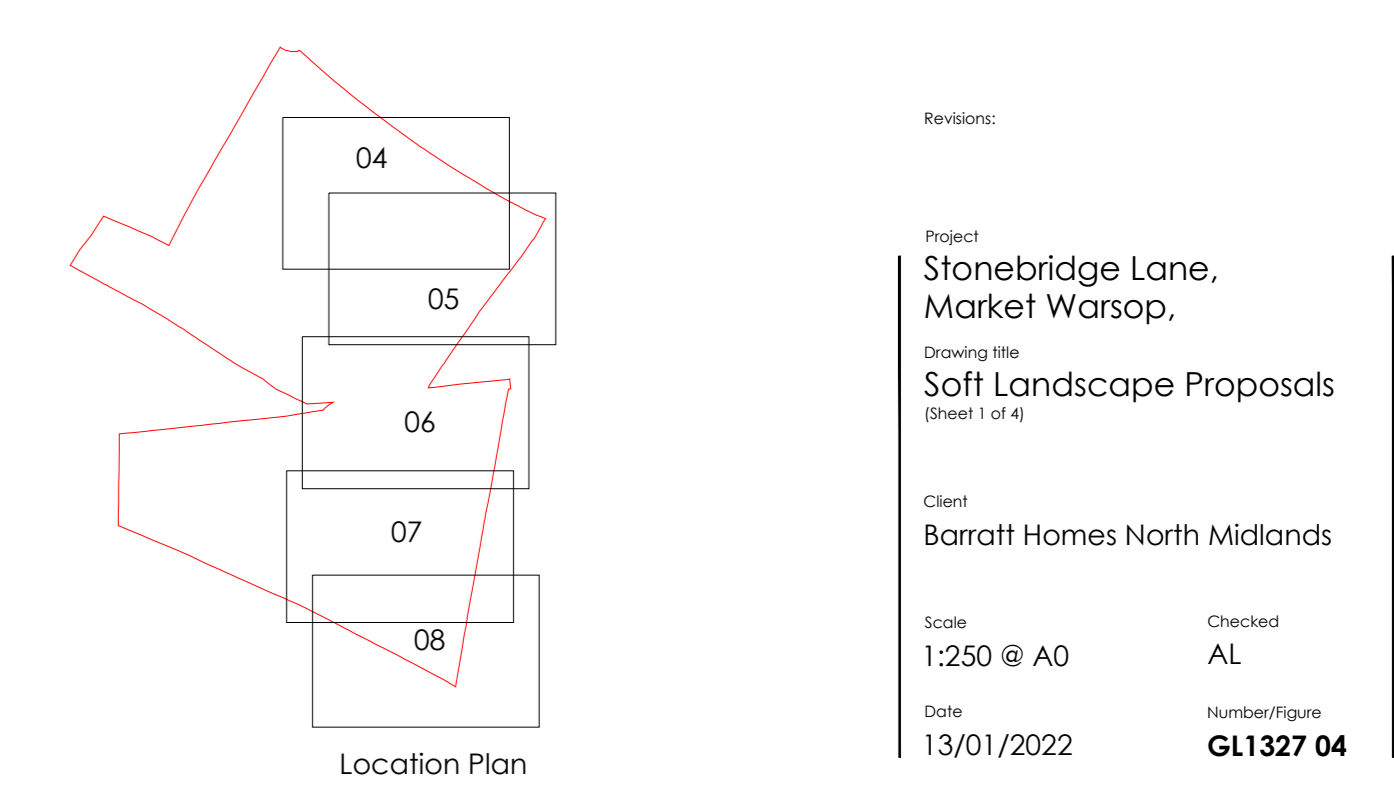 04
05
06
07
08
Location Plan
Revisions:
Project
Stonebridge Lane,
Market Warsop,
Drawing title
Soft Landscape Proposals
(Sheet 1 of 4)
Client
Barratt Homes North Midlands
Scale
1:250 @ A0
Checked
AL
Date
13/01/2022
Number/Figure
GL1327 04